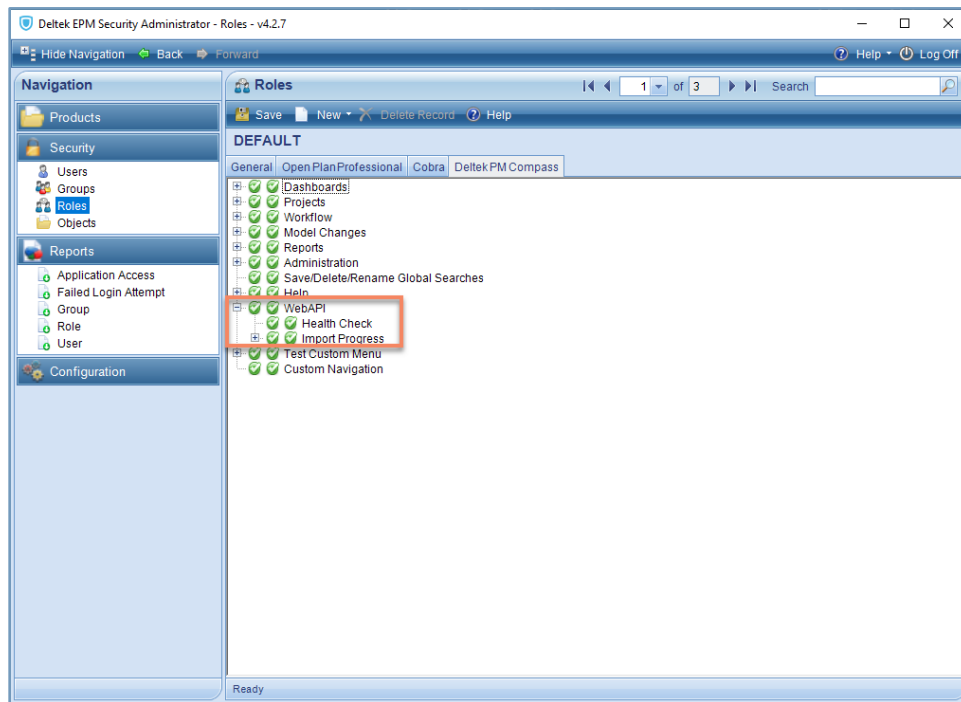 Deltek EPM Security Administrator - Roles - v4.2.7
Hide Navigation Back Forward Help Log Off
Navigation
Products
Security
Users
Groups
Roles
Objects
Reports
Application Access
Failed Login Attempt
Group
Role
User
Configuration
Roles 1 of 3 Search
Save New Delete Record Help
DEFAULT
General Open Plan Professional Cobra Deltek PM Compass
Dashboards
Projects
Workflow
Model Changes
Reports
Administration
Save/Delete/Rename Global Searches
Help
WebAPI
Health Check
Import Progress
Test Custom Menu
Custom Navigation
Ready